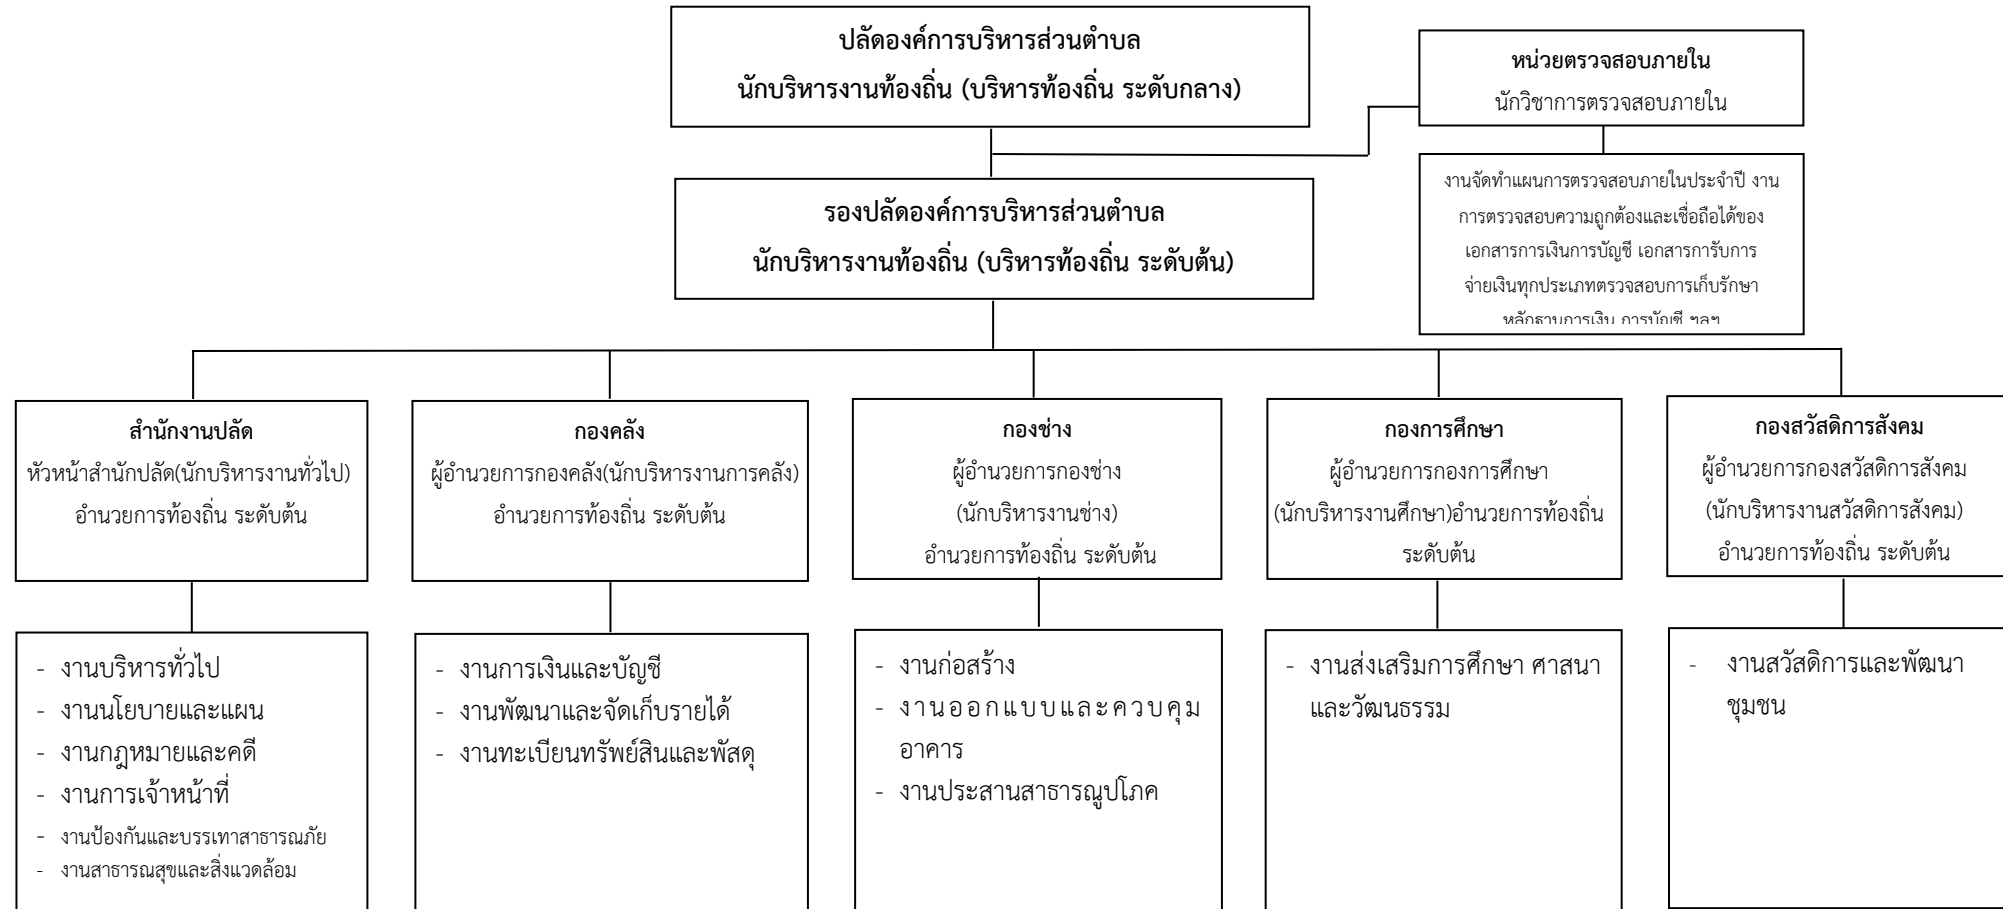 ปลัดองค์การบริหารส่วนตำบล
นักบริหารงานท้องถิ่น (บริหารท้องถิ่น ระดับกลาง)
หน่วยตรวจสอบภายใน
นักวิชาการตรวจสอบภายใน
งานจัดทำแผนการตรวจสอบภายในประจำปี งาน
การตรวจสอบความถูกต้องและเชื่อถือได้ของ
เอกสารการเงินการบัญชี เอกสารการับการ
จ่ายเงินทุกประเภทตรวจสอบการเก็บรักษา
หลักฐานการเงิน การบัญชี ฯลฯ
รองปลัดองค์การบริหารส่วนตำบล
นักบริหารงานท้องถิ่น (บริหารท้องถิ่น ระดับต้น)
สำนักงานปลัด
หัวหน้าสำนักปลัด(นักบริหารงานทั่วไป)
อำนวยการท้องถิ่น ระดับต้น
กองคลัง
ผู้อำนวยการกองคลัง(นักบริหารงานการคลัง)
อำนวยการท้องถิ่น ระดับต้น
กองช่าง
ผู้อำนวยการกองช่าง
(นักบริหารงานช่าง)
อำนวยการท้องถิ่น ระดับต้น
กองการศึกษา
ผู้อำนวยการกองการศึกษา
(นักบริหารงานศึกษา)อำนวยการท้องถิ่น
ระดับต้น
กองสวัสดิการสังคม
ผู้อำนวยการกองสวัสดิการสังคม
(นักบริหารงานสวัสดิการสังคม)
อำนวยการท้องถิ่น ระดับต้น
- งานบริหารทั่วไป
- งานนโยบายและแผน
- งานกฎหมายและคดี
- งานการเจ้าหน้าที่
- งานป้องกันและบรรเทาสาธารณภัย
- งานสาธารณสุขและสิ่งแวดล้อม
- งานการเงินและบัญชี
- งานพัฒนาและจัดเก็บรายได้
- งานทะเบียนทรัพย์สินและพัสดุ
- งานก่อสร้าง
- งานออกแบบและควบคุม
อาคาร
- งานประสานสาธารณูปโภค
- งานส่งเสริมการศึกษา ศาสนา
และวัฒนธรรม
- งานสวัสดิการและพัฒนา
ชุมชน